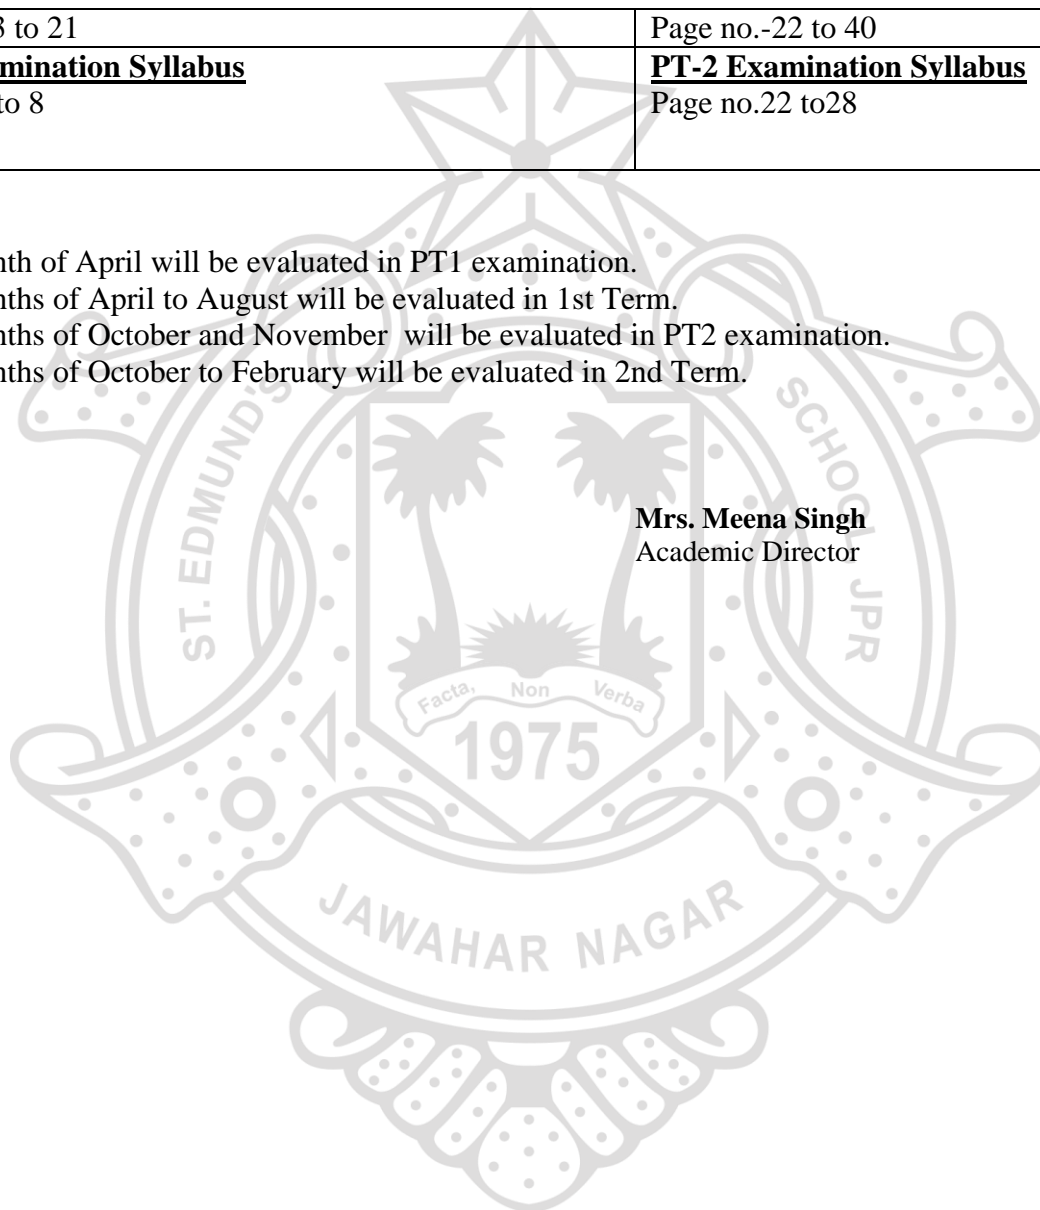 3 to 21
Page no.-22 to 40
mination Syllabus
PT-2 Examination Syllabus
to 8
Page no.22 to28
nth of April will be evaluated in PT1 examination.
nths of April to August will be evaluated in 1st Term.
nths of October and November  will be evaluated in PT2 examination.
nths of October to February will be evaluated in 2nd Term.
Mrs. Meena Singh
Academic Director
ST. EDMUND'S
SCHOOL JPR
Facta, Non Verba
1975
JAWAHAR NAGAR